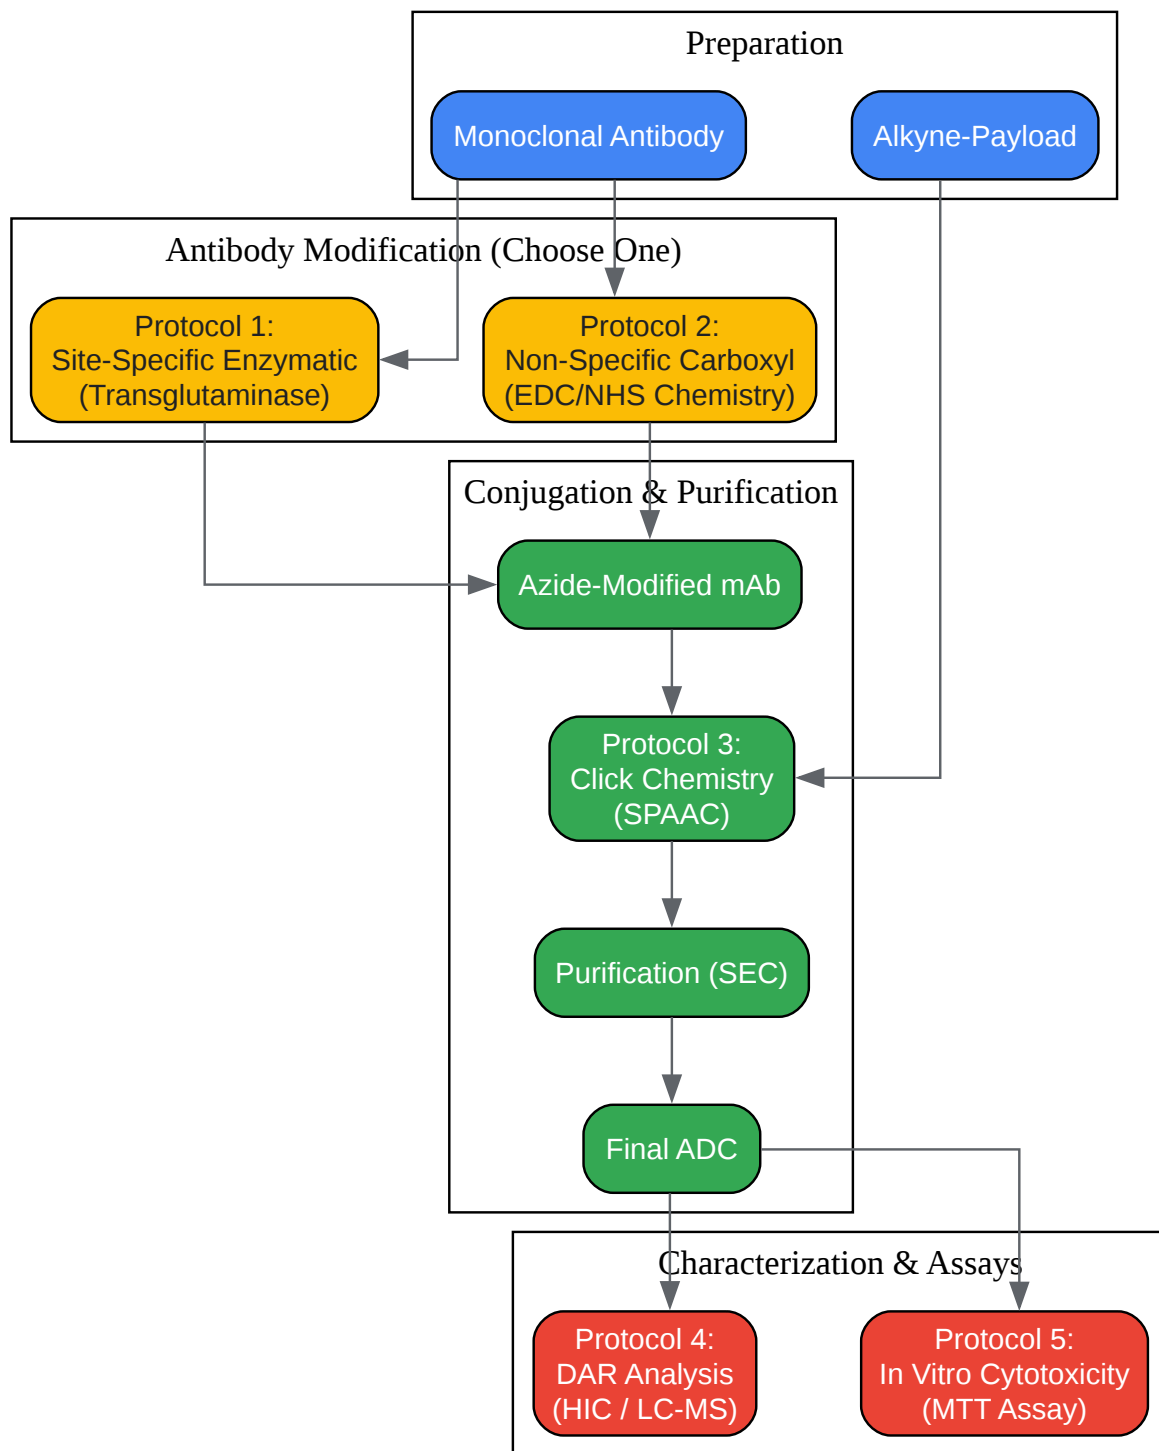 Preparation
Monoclonal Antibody
Alkyne-Payload
Antibody Modification (Choose One)
Protocol 1:
Site-Specific Enzymatic
(Transglutaminase)
Protocol 2:
Non-Specific Carboxyl
(EDC/NHS Chemistry)
Conjugation & Purification
Azide-Modified mAb
Protocol 3:
Click Chemistry
(SPAAC)
Purification (SEC)
Final ADC
Characterization & Assays
Protocol 4:
DAR Analysis
(HIC / LC-MS)
Protocol 5:
In Vitro Cytotoxicity
(MTT Assay)